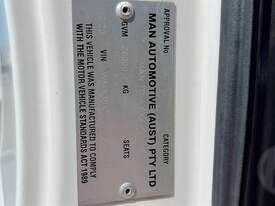 APPROVAL No CATEGORY
MAN AUTOMOTIVE (AUST) PTY LTD
GVM KG SEATS
VIN
THIS VEHICLE WAS MANUFACTURED TO COMPLY
WITH THE MOTOR VEHICLE STANDARDS ACT 1989